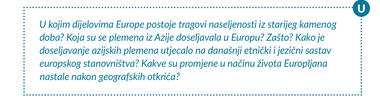 U
U kojim dijelovima Europe postoje tragovi naseljenosti iz starijeg kamenog
doba? Koja su se plemena iz Azije doseljavala u Europu? Zašto? Kako je
doseljavanje azijskih plemena utjecalo na današnji etnički i jezični sastav
europskog stanovništva? Kakve su promjene u načinu života Europljana
nastale nakon geografskih otkrića?